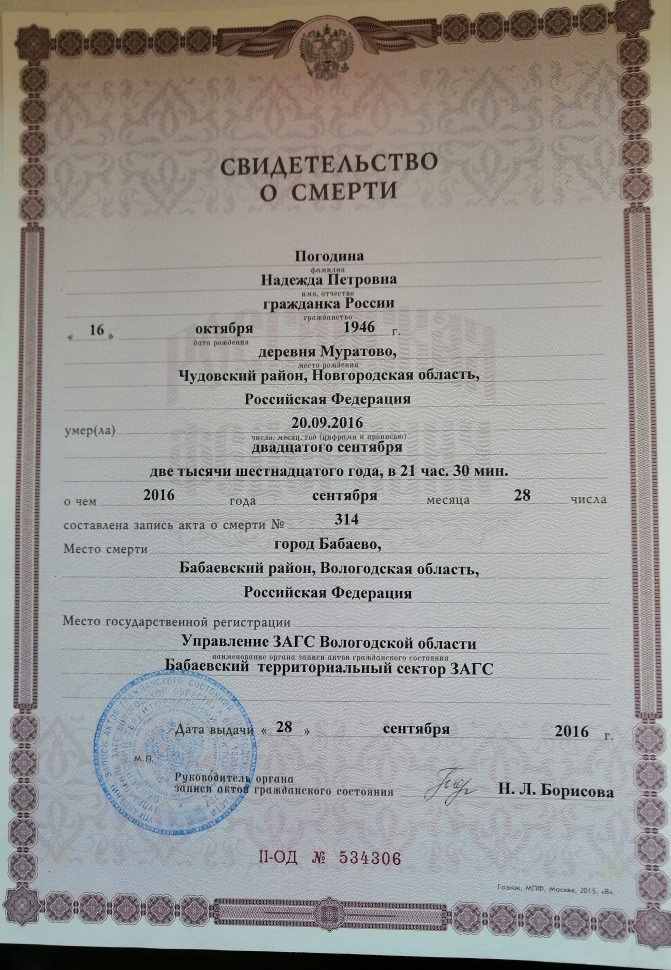 СВИДЕТЕЛЬСТВО
О СМЕРТИ
Погодина
фамилия
Надежда Петровна
имя, отчество
гражданка России
гражданство
« 16 » октября 1946 г.
дата рождения
деревня Муратово,
место рождения
Чудовский район, Новгородская область,
Российская Федерация
умер(ла) 20.09.2016
число, месяц, год (цифрами и прописью)
двадцатого сентября
две тысячи шестнадцатого года, в 21 час. 30 мин.
о чем 2016 года сентября месяца 28 числа
составлена запись акта о смерти № 314
Место смерти город Бабаево,
Бабаевский район, Вологодская область,
Российская Федерация
Место государственной регистрации
Управление ЗАГС Вологодской области
наименование органа записи актов гражданского состояния
Бабаевский территориальный сектор ЗАГС
Дата выдачи « 28 » сентября 2016 г.
М.П.
Руководитель органа
записи актов гражданского состояния Н. Л. Борисова
II-ОД № 534306
Гознак, МПФ, Москва, 2015, «В».